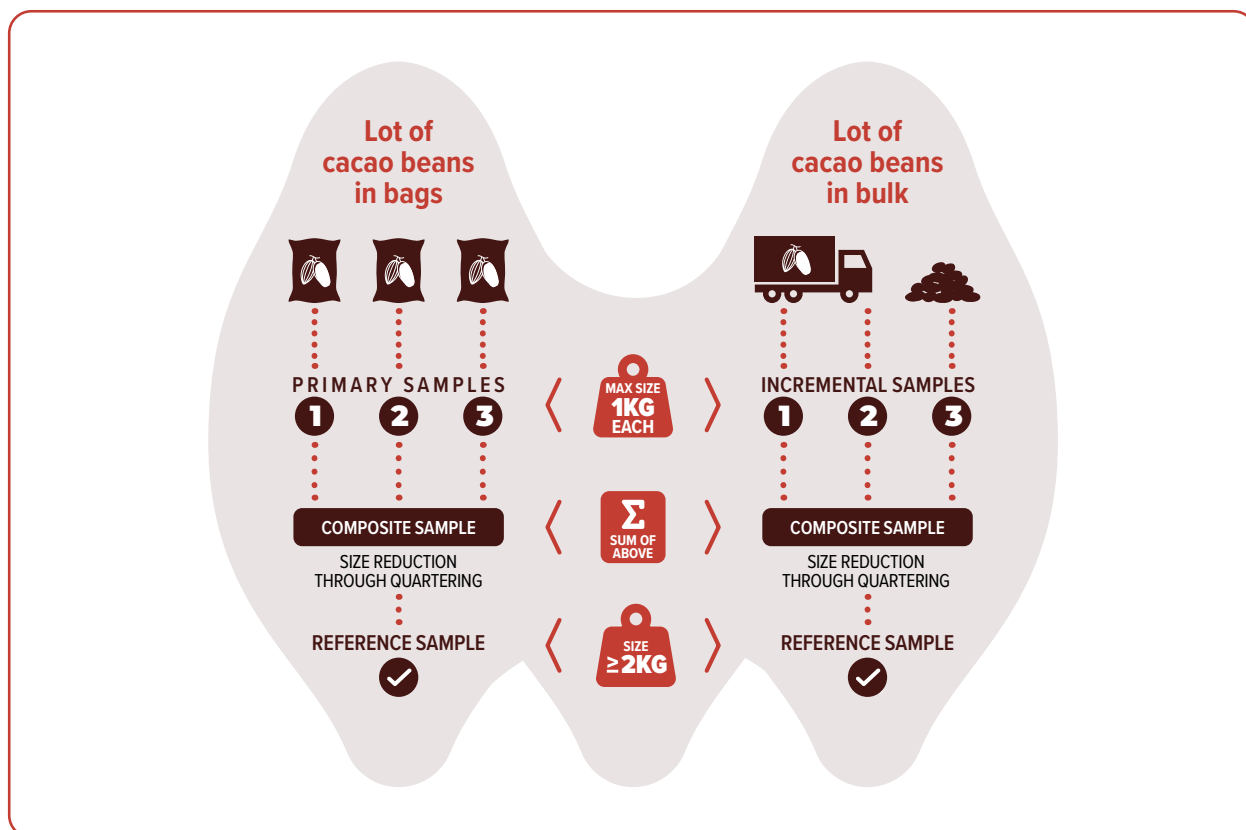 Lot of
cacao beans
in bags
Lot of
cacao beans
in bulk
PRIMARY SAMPLES
1 2 3
MAX SIZE
1KG
EACH
INCREMENTAL SAMPLES
1 2 3
COMPOSITE SAMPLE
SIZE REDUCTION
THROUGH QUARTERING
Σ
SUM OF
ABOVE
COMPOSITE SAMPLE
SIZE REDUCTION
THROUGH QUARTERING
REFERENCE SAMPLE
SIZE
≥2KG
REFERENCE SAMPLE